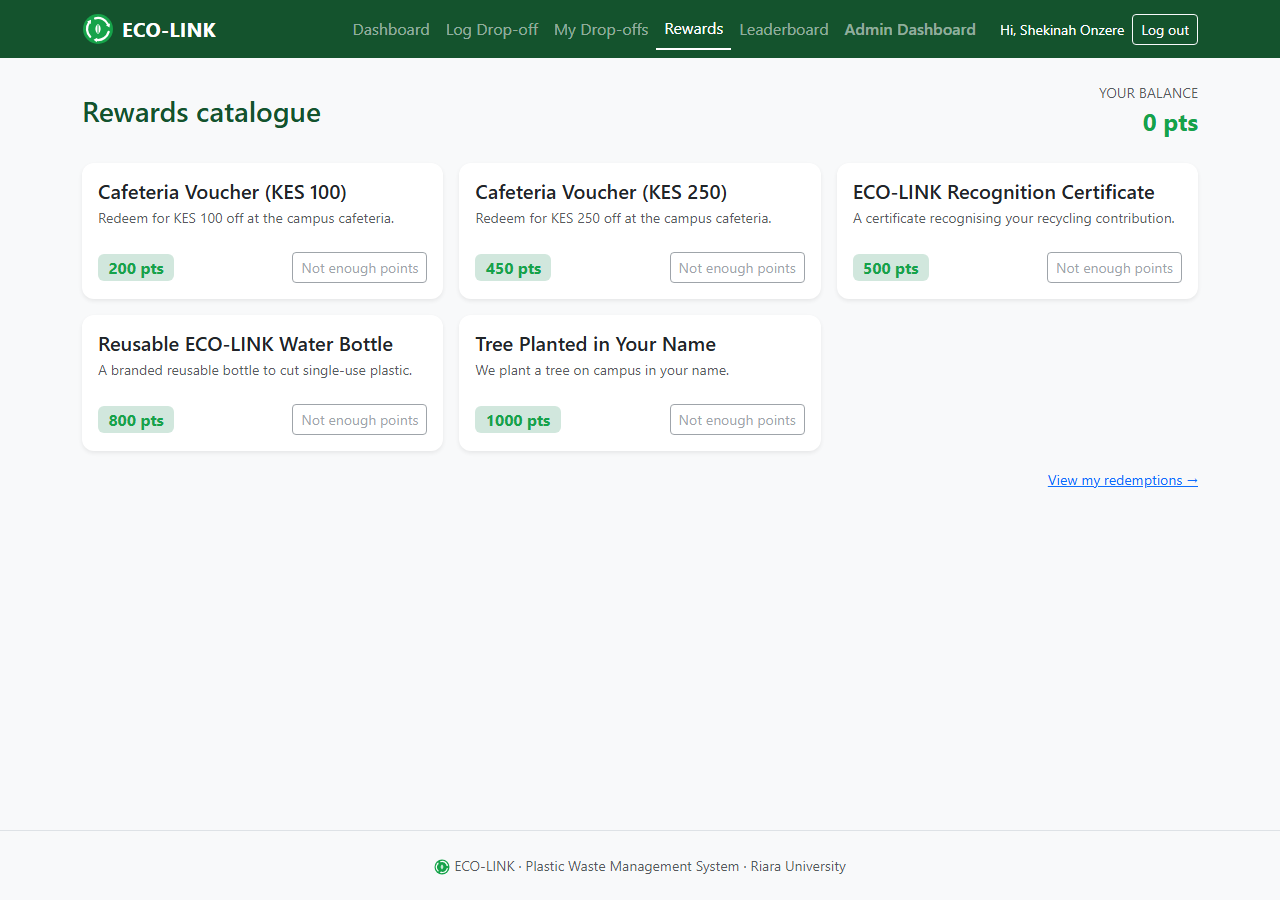 ECO-LINK Dashboard Log Drop-off My Drop-offs Rewards Leaderboard Admin Dashboard Hi, Shekinah Onzere Log out
YOUR BALANCE
Rewards catalogue
0 pts
Cafeteria Voucher (KES 100)
Redeem for KES 100 off at the campus cafeteria.
200 pts Not enough points
Cafeteria Voucher (KES 250)
Redeem for KES 250 off at the campus cafeteria.
450 pts Not enough points
ECO-LINK Recognition Certificate
A certificate recognising your recycling contribution.
500 pts Not enough points
Reusable ECO-LINK Water Bottle
A branded reusable bottle to cut single-use plastic.
800 pts Not enough points
Tree Planted in Your Name
We plant a tree on campus in your name.
1000 pts Not enough points
View my redemptions →
ECO-LINK · Plastic Waste Management System · Riara University